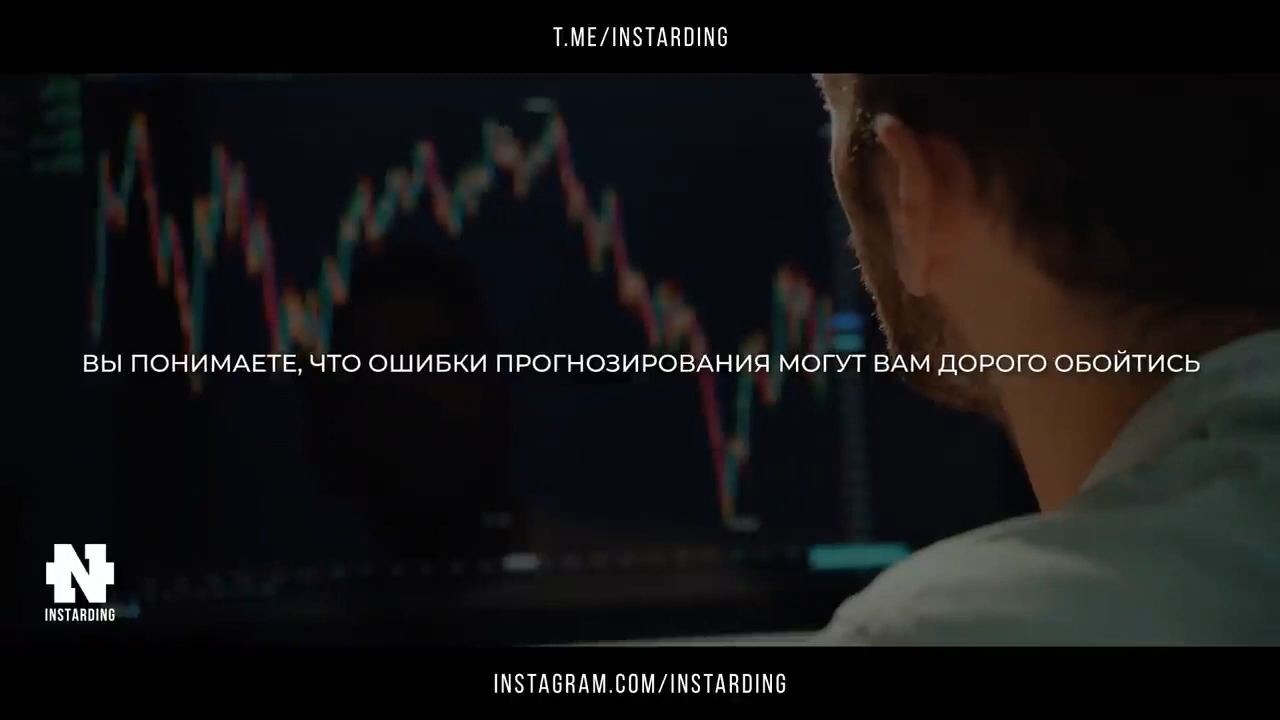 T.ME/INSTARDING
ВЫ ПОНИМАЕТЕ, ЧТО ОШИБКИ ПРОГНОЗИРОВАНИЯ МОГУТ ВАМ ДОРОГО ОБОЙТИСЬ
N
INSTARDING
INSTAGRAM.COM/INSTARDING